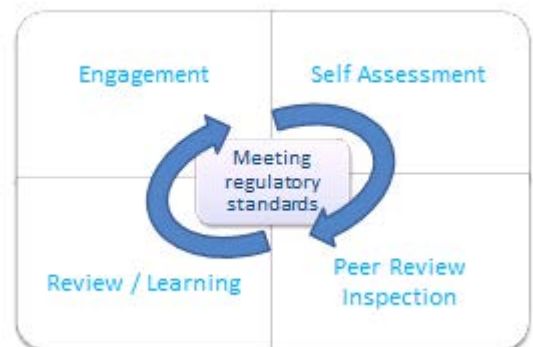 Engagement
Self Assessment
Meeting
regulatory
standards
Review / Learning
Peer Review
Inspection